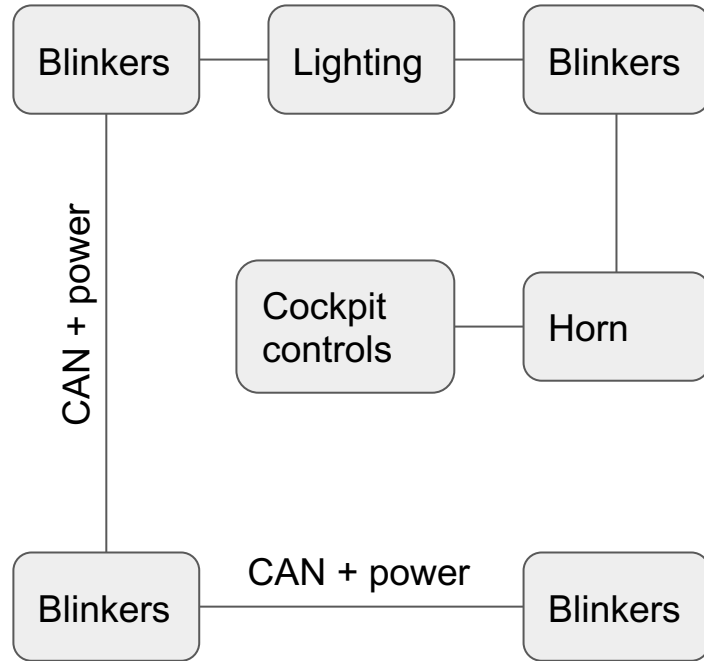 Blinkers
Lighting
Blinkers
CAN + power
Cockpit
controls
Horn
Blinkers
CAN + power
Blinkers